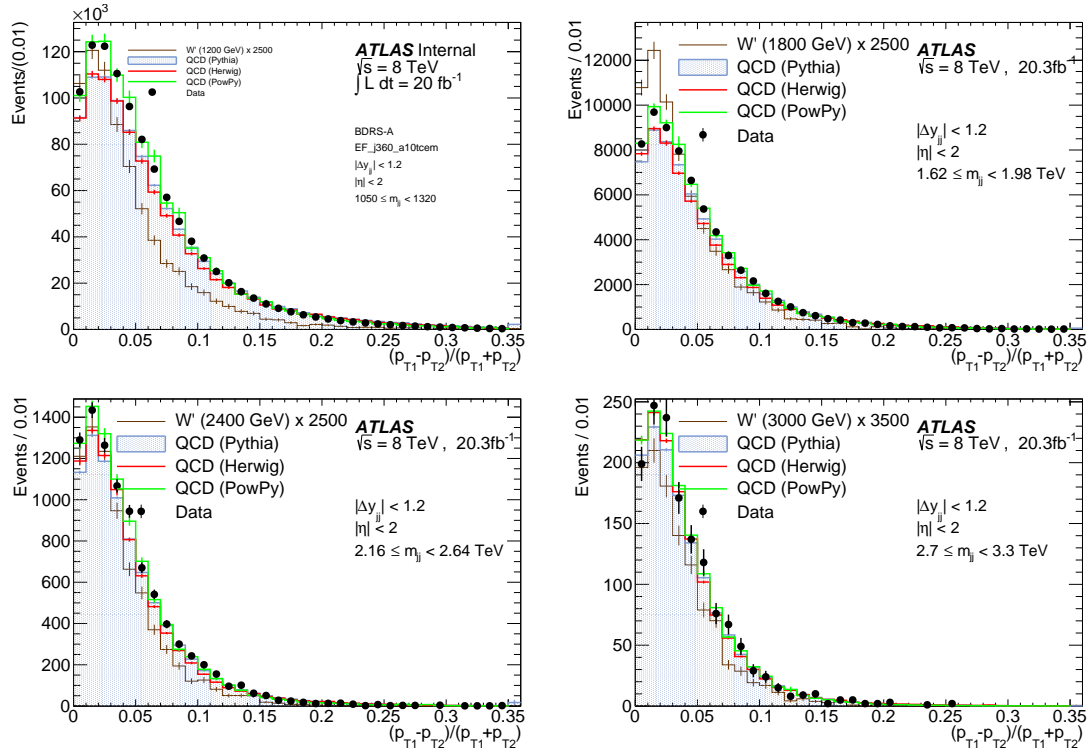 ×10³
Events/(0.01)
120
100
80
60
40
20
0
W' (1200 GeV) x 2500
QCD (Pythia)
QCD (Herwig)
QCD (PowPy)
Data
ATLAS Internal
√s = 8 TeV
∫ L dt = 20 fb⁻¹
BDRS-A
EF_j360_a10tcem
|Δy_jj| < 1.2
|η| < 2
1050 ≤ m_jj < 1320
0 0.05 0.1 0.15 0.2 0.25 0.3 0.35
(p_T1-p_T2)/(p_T1+p_T2)
Events / 0.01
12000
10000
8000
6000
4000
2000
0
W' (1800 GeV) x 2500
QCD (Pythia)
QCD (Herwig)
QCD (PowPy)
Data
ATLAS
√s = 8 TeV , 20.3fb⁻¹
|Δy_jj| < 1.2
|η| < 2
1.62 ≤ m_jj < 1.98 TeV
0 0.05 0.1 0.15 0.2 0.25 0.3 0.35
(p_T1-p_T2)/(p_T1+p_T2)
Events / 0.01
1400
1200
1000
800
600
400
200
0
W' (2400 GeV) x 2500
QCD (Pythia)
QCD (Herwig)
QCD (PowPy)
Data
ATLAS
√s = 8 TeV , 20.3fb⁻¹
|Δy_jj| < 1.2
|η| < 2
2.16 ≤ m_jj < 2.64 TeV
0 0.05 0.1 0.15 0.2 0.25 0.3 0.35
(p_T1-p_T2)/(p_T1+p_T2)
Events / 0.01
250
200
150
100
50
0
W' (3000 GeV) x 3500
QCD (Pythia)
QCD (Herwig)
QCD (PowPy)
Data
ATLAS
√s = 8 TeV , 20.3fb⁻¹
|Δy_jj| < 1.2
|η| < 2
2.7 ≤ m_jj < 3.3 TeV
0 0.05 0.1 0.15 0.2 0.25 0.3 0.35
(p_T1-p_T2)/(p_T1+p_T2)